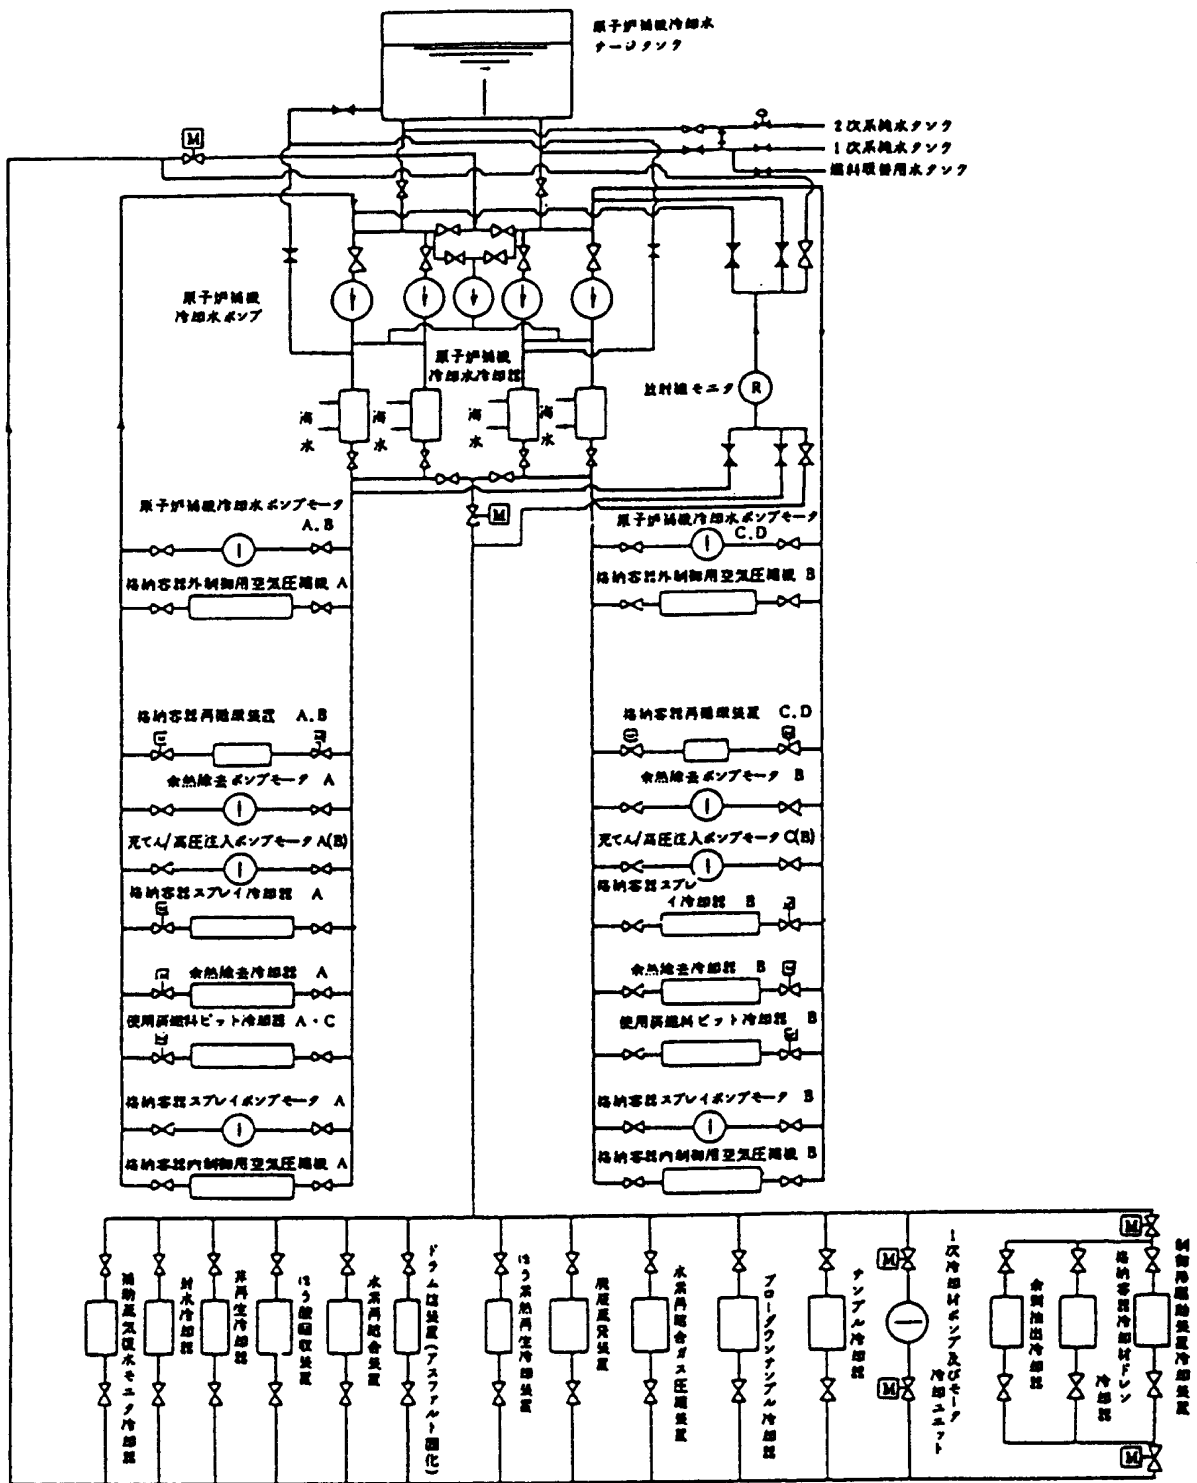 原子炉補機冷却水
サージタンク
M
2次系純水タンク
1次系純水タンク
燃料取替用水タンク
原子炉補機
冷却水ポンプ
原子炉補機
冷却水冷却器
放射線モニタ
R
海
水
海
水
海
水
海
水
M
原子炉補機冷却水ポンプモータ
A.B
原子炉補機冷却水ポンプモータ
C.D
格納容器外制御用空気圧縮機 A
格納容器外制御用空気圧縮機 B
格納容器再循環装置 A.B
格納容器再循環装置 C.D
余熱除去ポンプモータ A
余熱除去ポンプモータ B
充てん/高圧注入ポンプモータA(B)
充てん/高圧注入ポンプモータC(B)
格納容器スプレイ冷却器 A
格納容器スプレ
イ冷却器 B
余熱除去冷却器 A
余熱除去冷却器 B
使用済燃料ピット冷却器 A・C
使用済燃料ピット冷却器 B
格納容器スプレイポンプモータ A
格納容器スプレイポンプモータ B
格納容器内制御用空気圧縮機 A
格納容器内制御用空気圧縮機 B
補助蒸気復水モニタ冷却器
封水冷却器
非再生冷却器
ほう酸回収装置
水素再結合装置
ドラム詰装置(アスファルト固化)
ほう素熱再生冷却装置
廃液蒸発装置
水素再結合ガス圧縮装置
ブローダウンサンプル冷却器
サンプル冷却器
M
M
1次冷却材ポンプ及びモータ
冷却ユニット
余剰抽出冷却器
格納容器冷却材ドレン
冷却器
M
M
制御棒駆動装置冷却装置